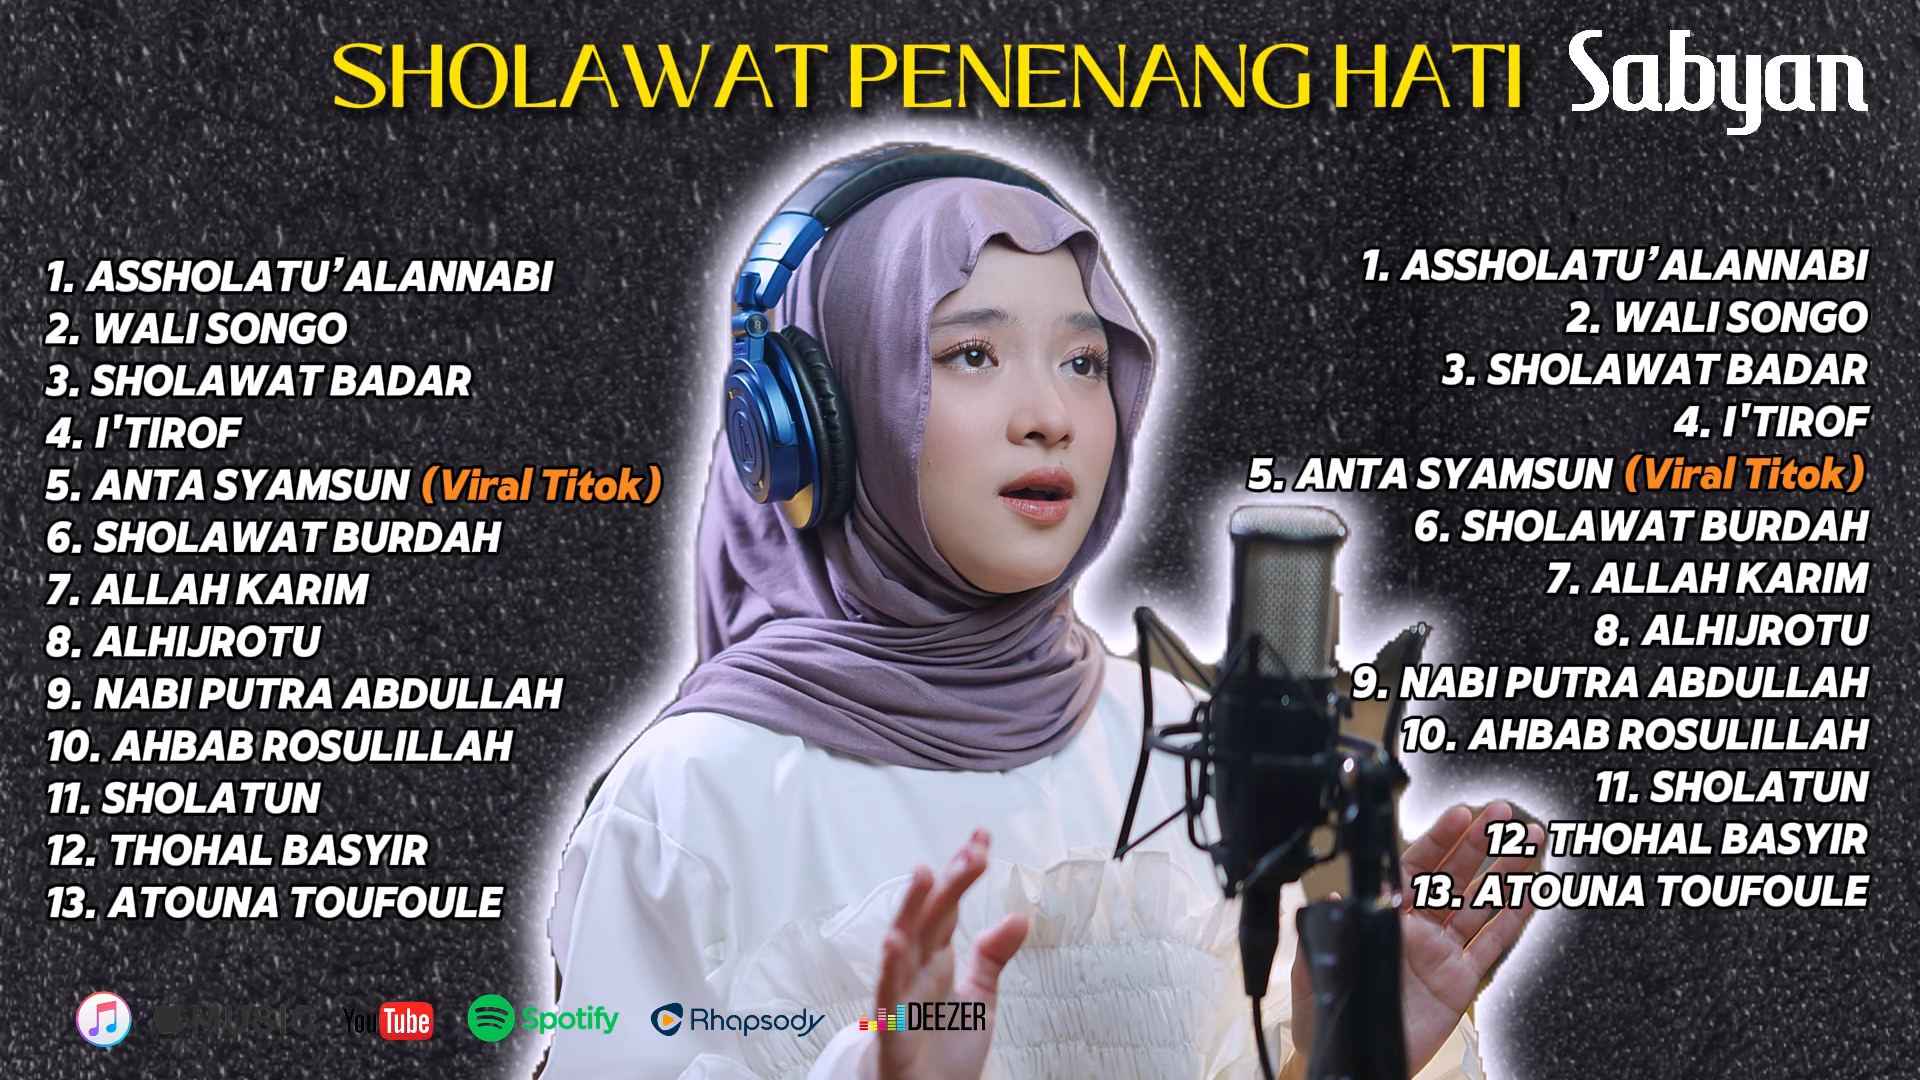 SHOLAWAT PENENANG HATI
Sabyan
1. ASSHOLATU’ALANNABI
2. WALI SONGO
3. SHOLAWAT BADAR
4. I'TIROF
5. ANTA SYAMSUN (Viral Titok)
6. SHOLAWAT BURDAH
7. ALLAH KARIM
8. ALHIJROTU
9. NABI PUTRA ABDULLAH
10. AHBAB ROSULILLAH
11. SHOLATUN
12. THOHAL BASYIR
13. ATOUNA TOUFOULE
1. ASSHOLATU’ALANNABI
2. WALI SONGO
3. SHOLAWAT BADAR
4. I'TIROF
5. ANTA SYAMSUN (Viral Titok)
6. SHOLAWAT BURDAH
7. ALLAH KARIM
8. ALHIJROTU
9. NABI PUTRA ABDULLAH
10. AHBAB ROSULILLAH
11. SHOLATUN
12. THOHAL BASYIR
13. ATOUNA TOUFOULE
MUSIC
YouTube
Spotify
Rhapsody
DEEZER